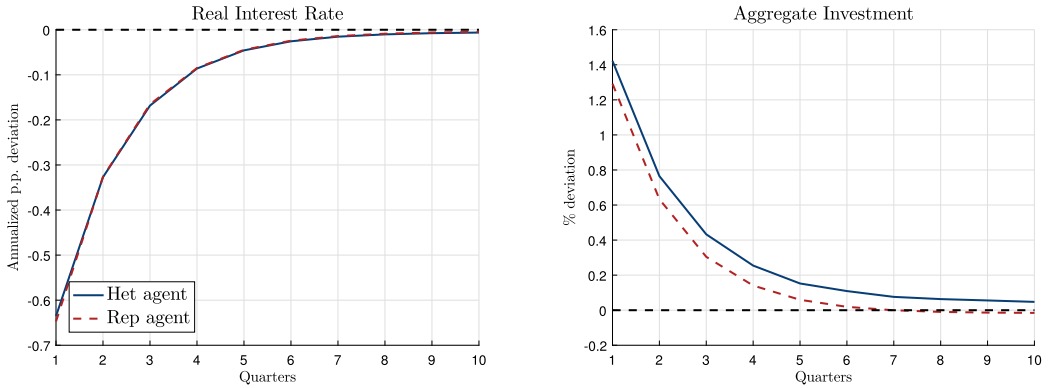 Real Interest Rate
0
-0.1
-0.2
-0.3
-0.4
-0.5
-0.6
-0.7
Annualized p.p. deviation
Het agent
Rep agent
1 2 3 4 5 6 7 8 9 10
Quarters
Aggregate Investment
1.6
1.4
1.2
1
0.8
0.6
0.4
0.2
0
-0.2
% deviation
1 2 3 4 5 6 7 8 9 10
Quarters